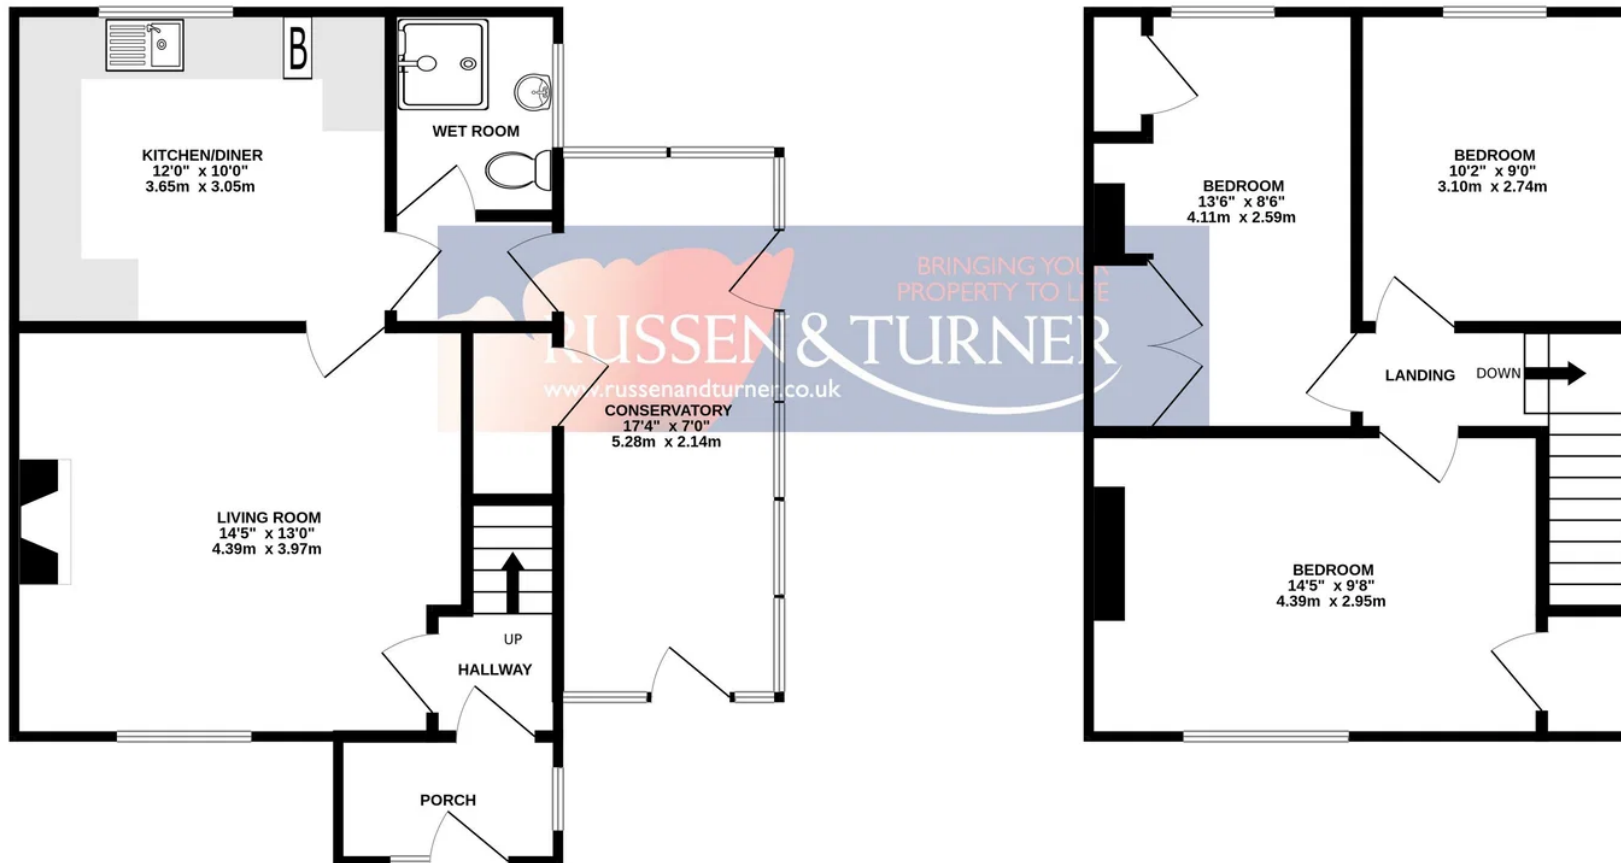 B
WET ROOM
KITCHEN/DINER
12'0" x 10'0"
3.65m x 3.05m
BEDROOM
13'6" x 8'6"
4.11m x 2.59m
BEDROOM
10'2" x 9'0"
3.10m x 2.74m
BRINGING YOUR
PROPERTY TO LIFE
RUSSEN & TURNER
www.russenandturner.co.uk
CONSERVATORY
17'4" x 7'0"
5.28m x 2.14m
LANDING
DOWN
LIVING ROOM
14'5" x 13'0"
4.39m x 3.97m
UP
HALLWAY
BEDROOM
14'5" x 9'8"
4.39m x 2.95m
PORCH